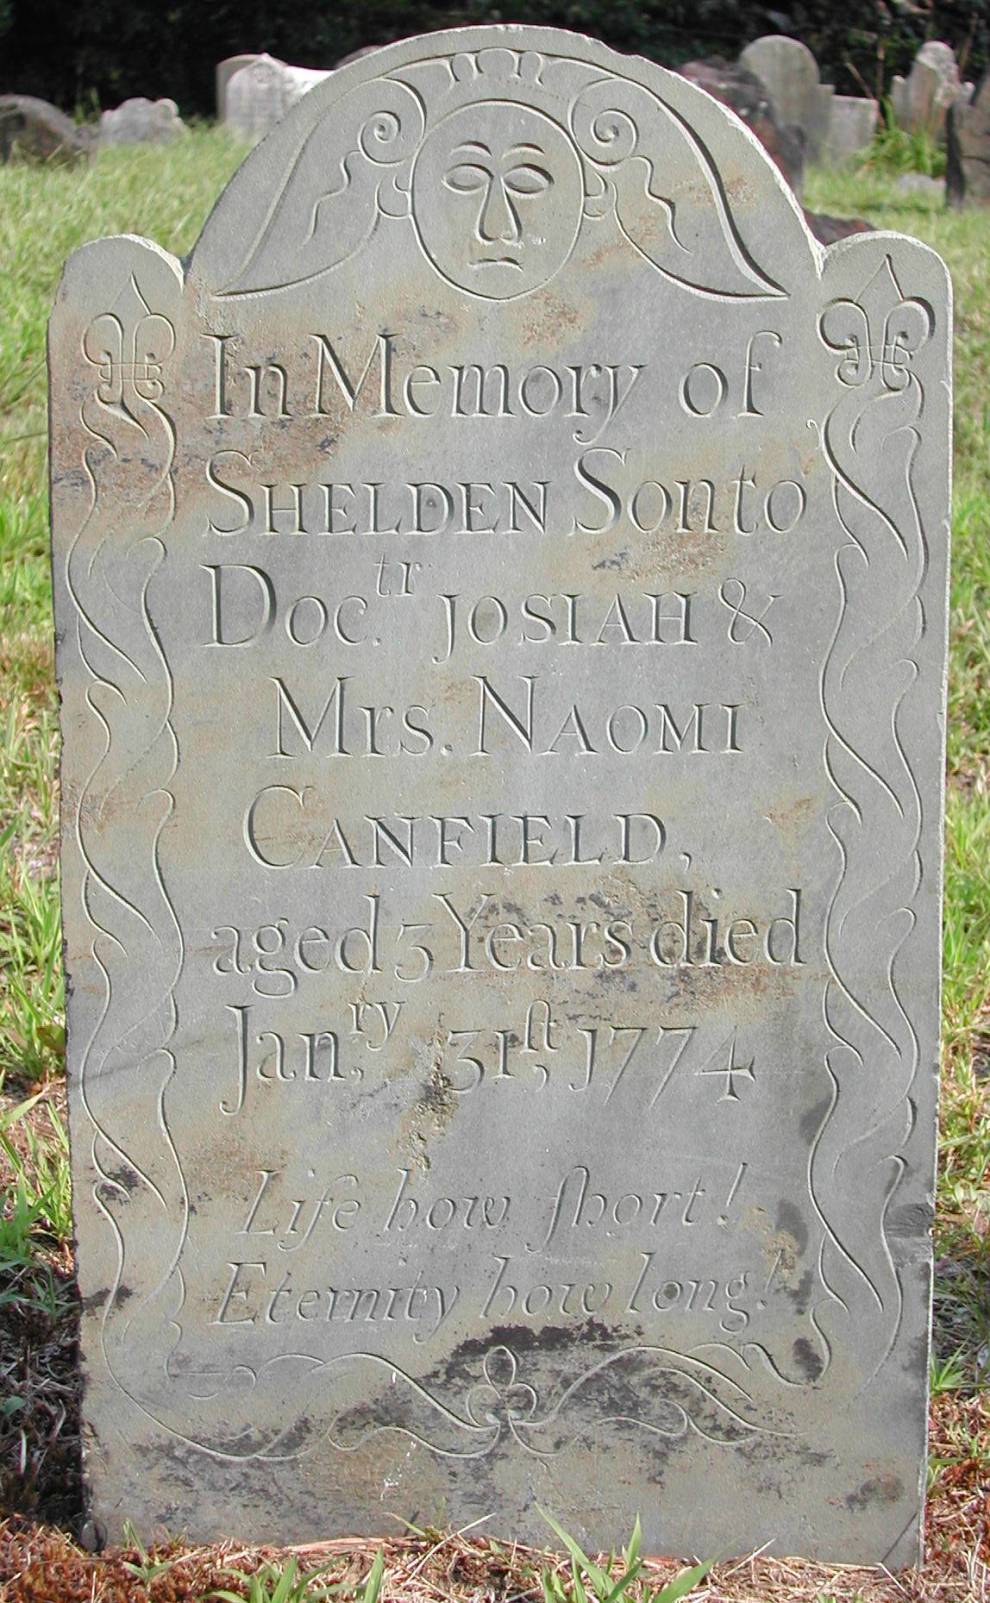 In Memory of
SHELDEN Son to
Doc.tr JOSIAH &
Mrs. NAOMI
CANFIELD,
aged 3 Years died
Jan,ry 31st, 1774
Life how ſhort!
Eternity how long!